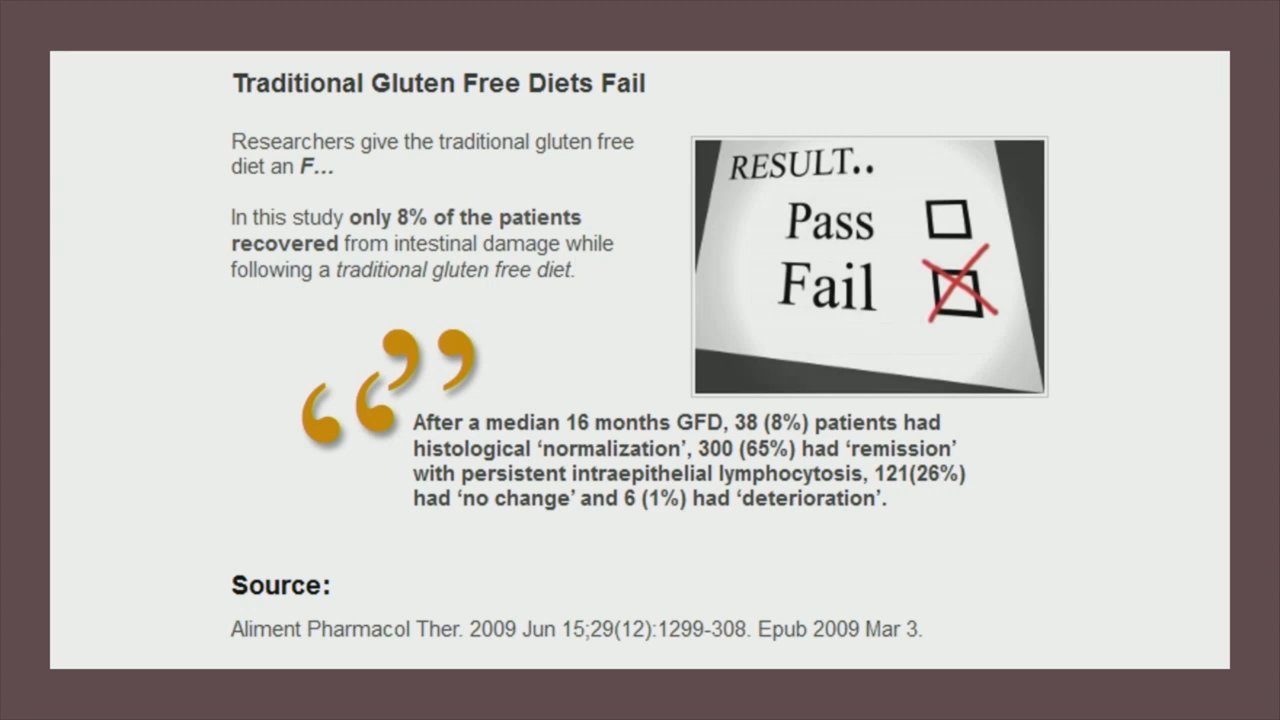 Traditional Gluten Free Diets Fail
Researchers give the traditional gluten free
diet an F...
In this study only 8% of the patients
recovered from intestinal damage while
following a traditional gluten free diet.
RESULT..
Pass
Fail
After a median 16 months GFD, 38 (8%) patients had
histological ‘normalization’, 300 (65%) had ‘remission’
with persistent intraepithelial lymphocytosis, 121(26%)
had ‘no change’ and 6 (1%) had ‘deterioration’.
Source:
Aliment Pharmacol Ther. 2009 Jun 15;29(12):1299-308. Epub 2009 Mar 3.